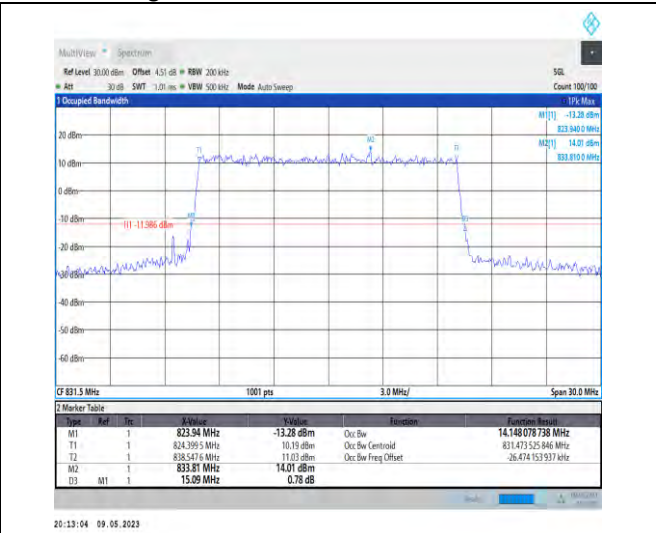 MultiView Spectrum
Ref Level 30.00 dBm Offset 4.51 dB RBW 200 kHz SGL
Att 30 dB SWT 1.01 ms VBW 500 kHz Mode Auto Sweep Count 100/100
1 Occupied Bandwidth 1Pk Max
M1[1] -13.28 dBm
823.940 0 MHz
M2[1] 14.01 dBm
833.810 0 MHz
20 dBm
M2
T1
10 dBm
0 dBm
-10 dBm
H1 -11.986 dBm
-20 dBm
-30 dBm
-40 dBm
-50 dBm
-60 dBm
CF 831.5 MHz 1001 pts 3.0 MHz/ Span 30.0 MHz
2 Marker Table
Type Ref Trc X-Value Y-Value Function Function Result
M1 1 823.94 MHz -13.28 dBm Occ Bw 14.148 078 738 MHz
T1 1 824.399 5 MHz 10.19 dBm Occ Bw Centroid 831.473 525 846 MHz
T2 1 838.547 6 MHz 11.03 dBm Occ Bw Freq Offset -26.474 153 937 kHz
M2 1 833.81 MHz 14.01 dBm
D3 M1 1 15.09 MHz 0.78 dB
20:13:04 09.05.2023